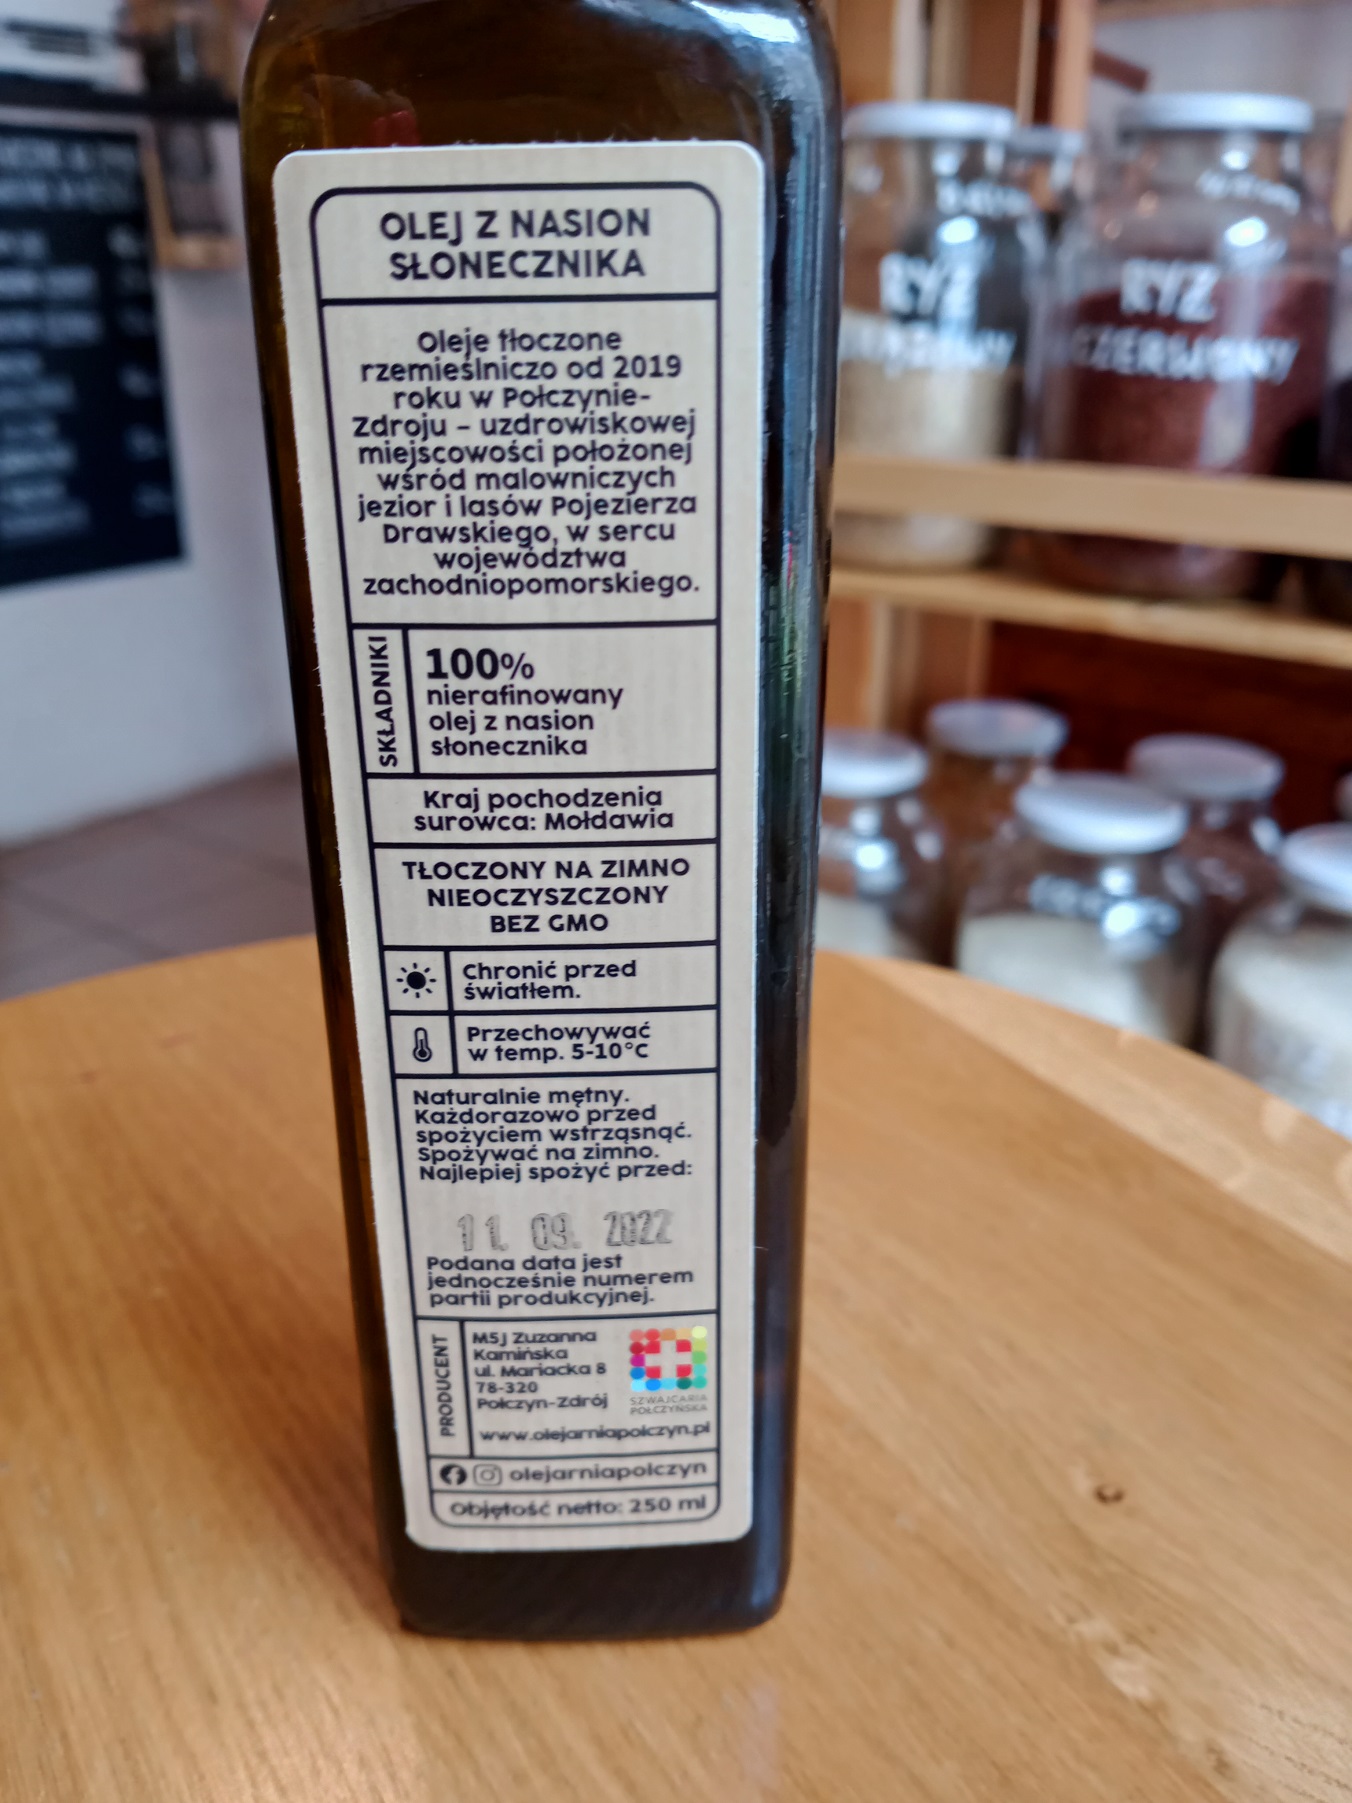 OLEJ Z NASION
SŁONECZNIKA
Oleje tłoczone
rzemieślniczo od 2019
roku w Połczynie-
Zdroju – uzdrowiskowej
miejscowości położonej
wśród malowniczych
jezior i lasów Pojezierza
Drawskiego, w sercu
województwa
zachodniopomorskiego.
SKŁADNIKI
100%
nierafinowany
olej z nasion
słonecznika
Kraj pochodzenia
surowca: Mołdawia
TŁOCZONY NA ZIMNO
NIEOCZYSZCZONY
BEZ GMO
Chronić przed
światłem.
Przechowywać
w temp. 5-10°C
Naturalnie mętny.
Każdorazowo przed
spożyciem wstrząsnąć.
Spożywać na zimno.
Najlepiej spożyć przed:
11. 09. 2022
Podana data jest
jednocześnie numerem
partii produkcyjnej.
PRODUCENT
M5J Zuzanna
Kamińska
ul. Mariacka 8
78-320
Połczyn-Zdrój
SZWAJCARIA
POŁCZYŃSKA
www.olejarniapolczyn.pl
olejarniapolczyn
Objętość netto: 250 ml
RYŻ
RYŻ
CZERWONY